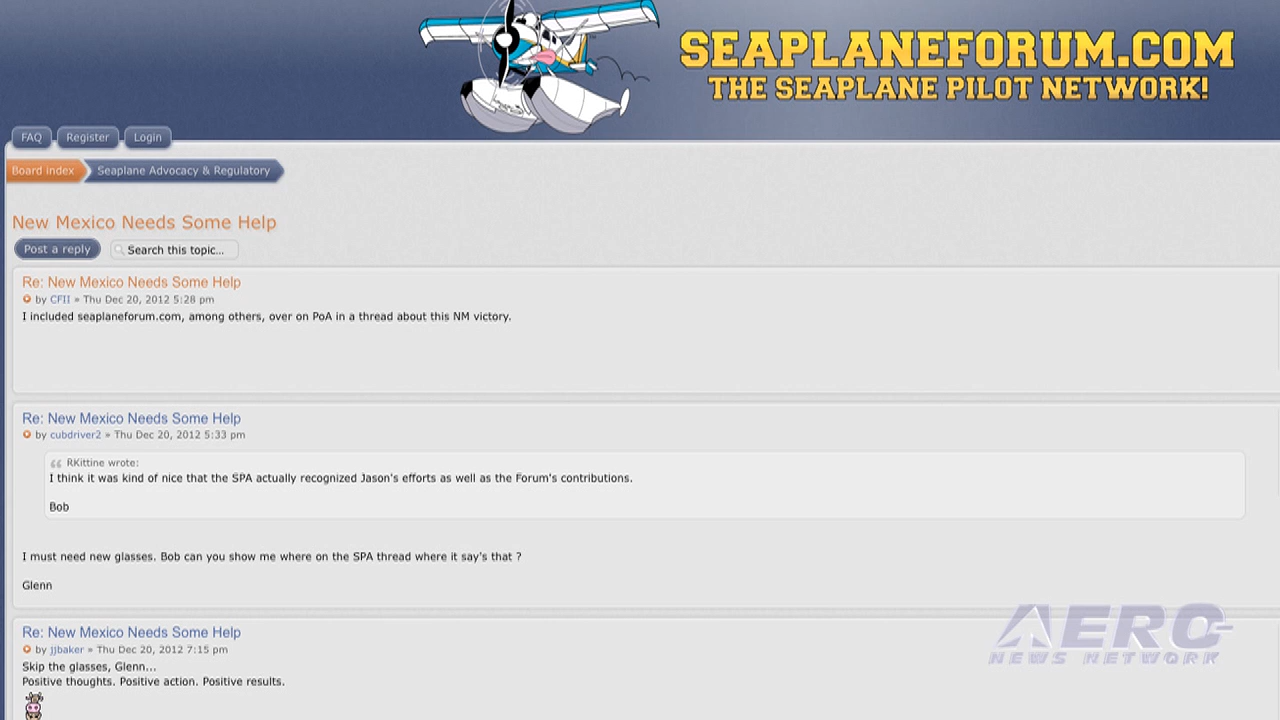 SEAPLANEFORUM.COM
THE SEAPLANE PILOT NETWORK!
FAQ Register Login
Board index Seaplane Advocacy & Regulatory
New Mexico Needs Some Help
Post a reply Search this topic...
Re: New Mexico Needs Some Help
by CFII » Thu Dec 20, 2012 5:28 pm
I included seaplaneforum.com, among others, over on PoA in a thread about this NM victory.
Re: New Mexico Needs Some Help
by cubdriver2 » Thu Dec 20, 2012 5:33 pm
RKittine wrote:
I think it was kind of nice that the SPA actually recognized Jason's efforts as well as the Forum's contributions.
Bob
I must need new glasses. Bob can you show me where on the SPA thread where it say's that ?
Glenn
Re: New Mexico Needs Some Help
by jjbaker » Thu Dec 20, 2012 7:15 pm
Skip the glasses, Glenn...
Positive thoughts. Positive action. Positive results.
AERO
NEWS NETWORK